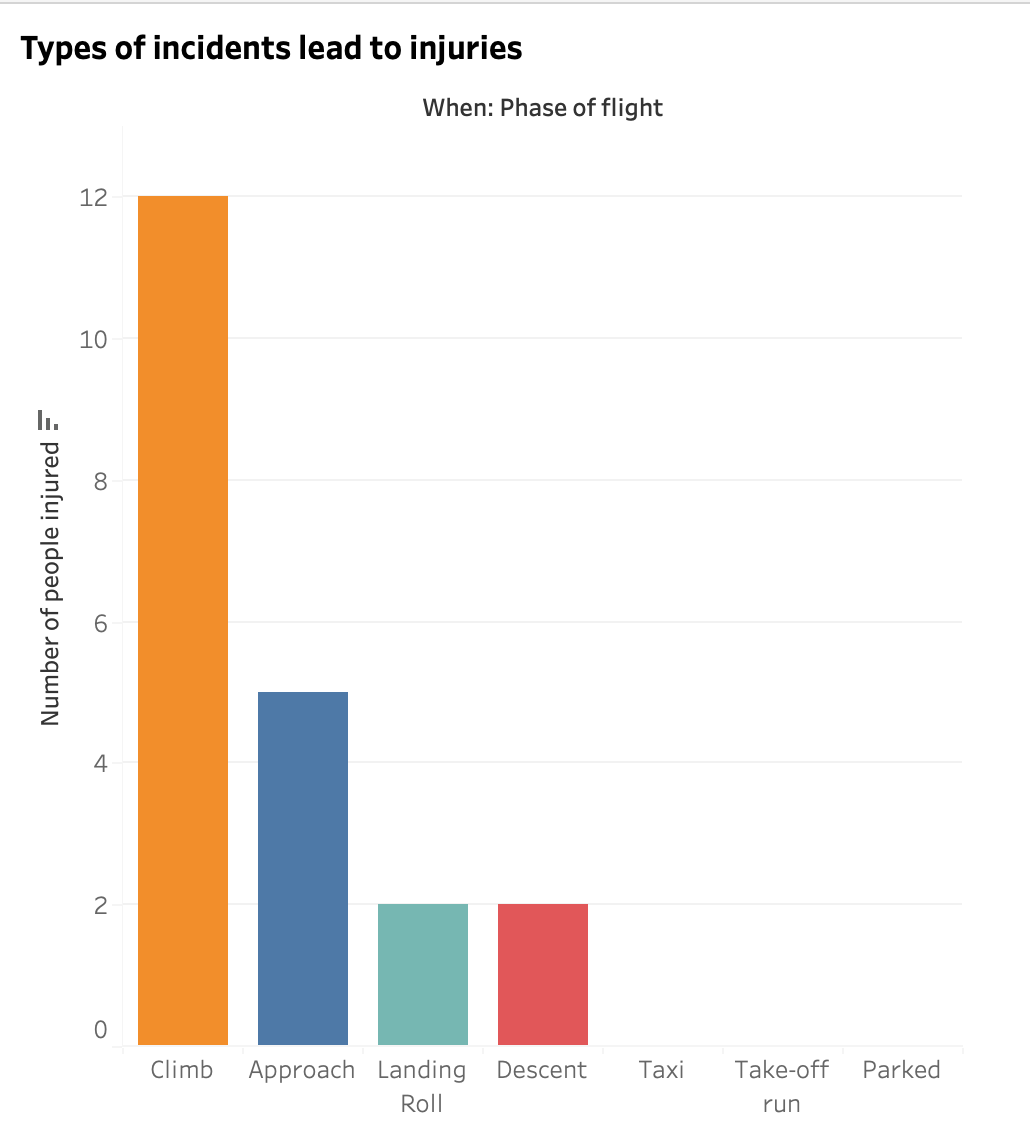 Types of incidents lead to injuries
When: Phase of flight
Number of people injured
12
10
8
6
4
2
0
Climb Approach Landing Descent Taxi Take-off Parked
Roll run